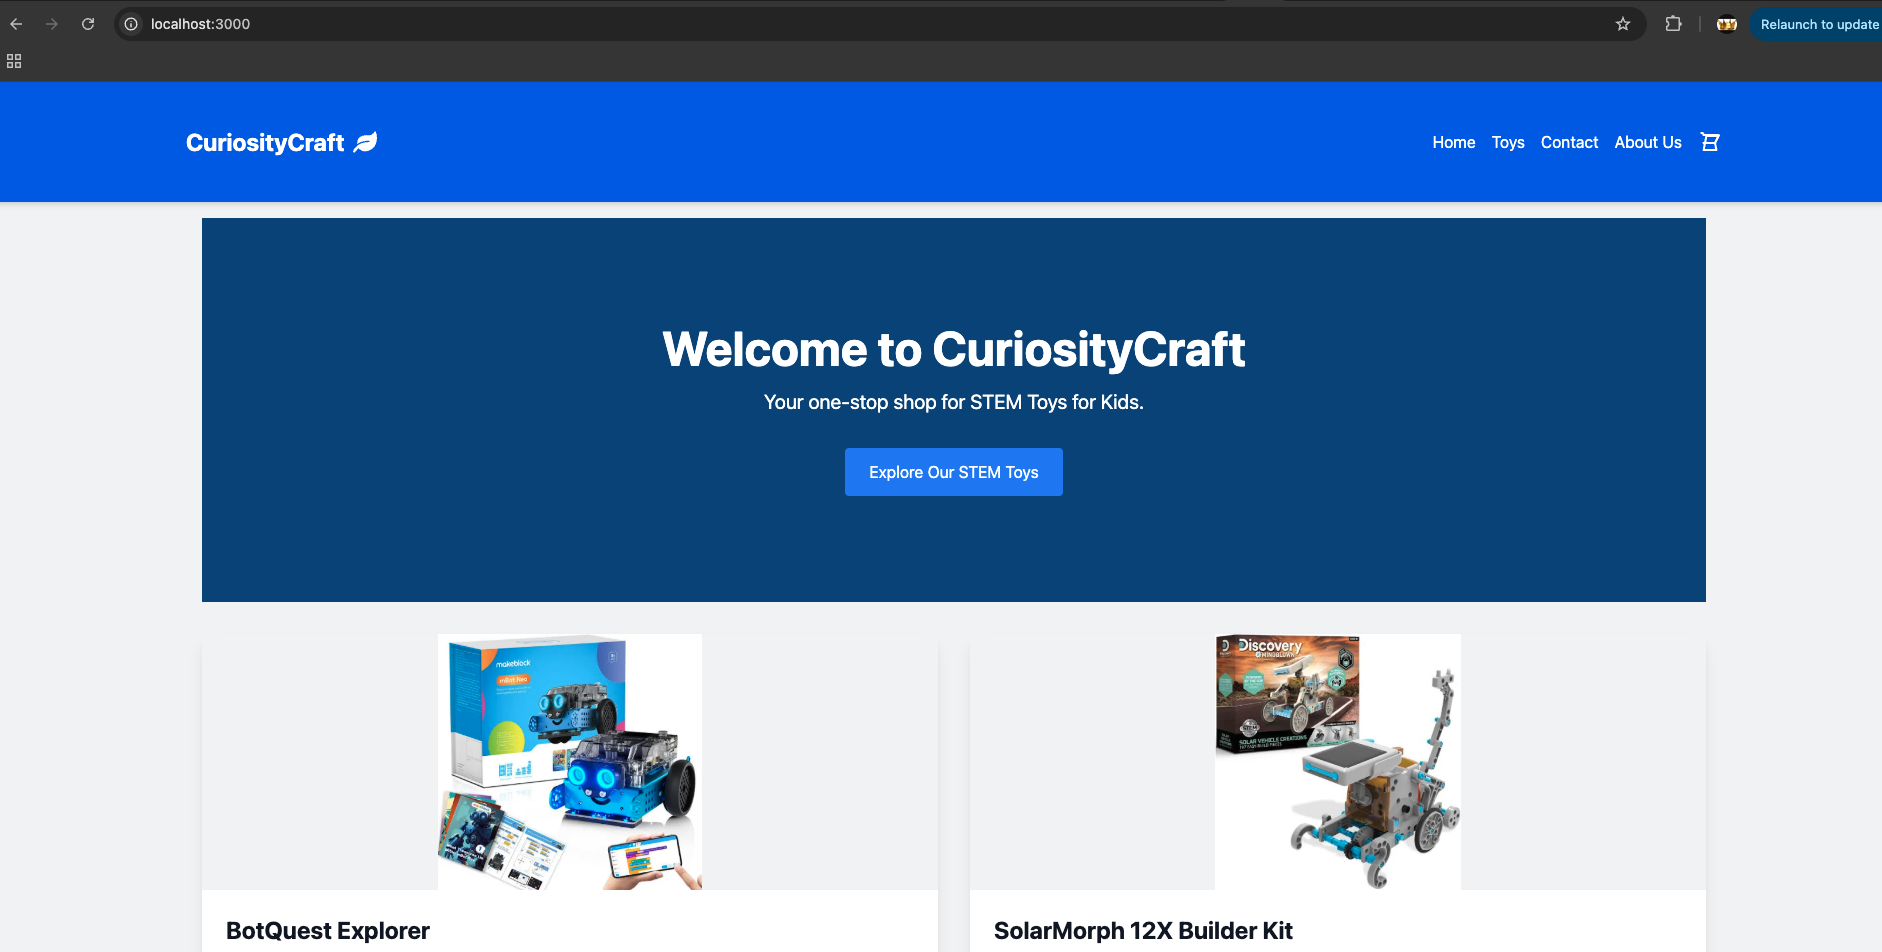 localhost:3000
Relaunch to update
CuriosityCraft
Home Toys Contact About Us
Welcome to CuriosityCraft
Your one-stop shop for STEM Toys for Kids.
Explore Our STEM Toys
makeblock
mBot Neo
Discovery
MINDBLOWN
STEM
SOLAR VEHICLE CREATIONS
BotQuest Explorer
SolarMorph 12X Builder Kit